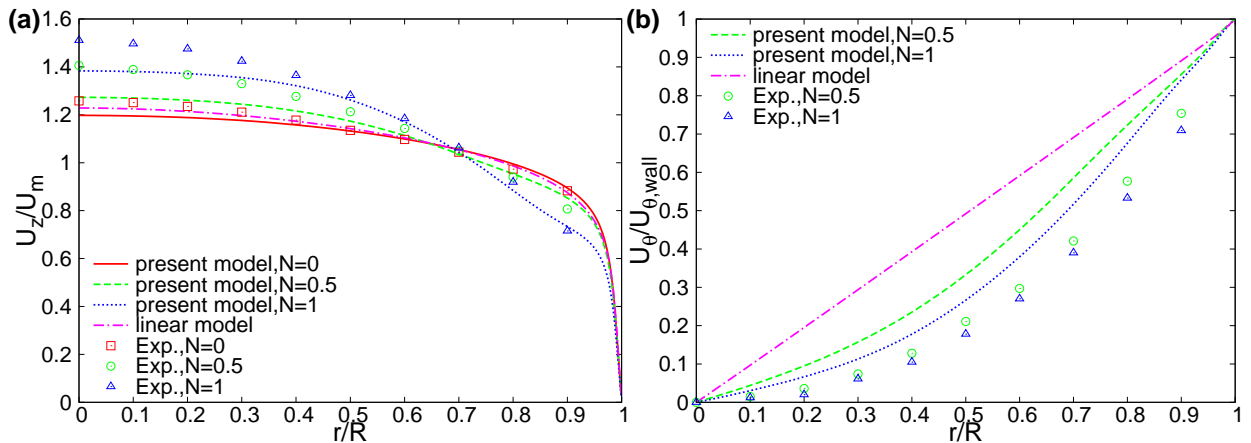 (a)
1.6
1.4
1.2
1
0.8
0.6
0.4
0.2
0
U_z/U_m
present model,N=0
present model,N=0.5
present model,N=1
linear model
Exp.,N=0
Exp.,N=0.5
Exp.,N=1
0 0.1 0.2 0.3 0.4 0.5 0.6 0.7 0.8 0.9 1
r/R
(b)
1
0.9
0.8
0.7
0.6
0.5
0.4
0.3
0.2
0.1
0
U_θ/U_θ,wall
present model,N=0.5
present model,N=1
linear model
Exp.,N=0.5
Exp.,N=1
0 0.1 0.2 0.3 0.4 0.5 0.6 0.7 0.8 0.9 1
r/R